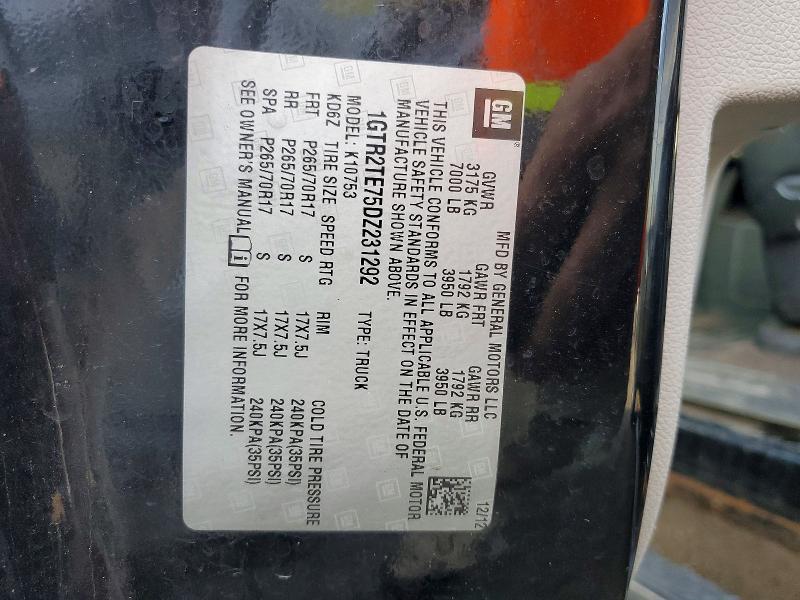 GM
MFD BY GENERAL MOTORS LLC 12/12
GVWR GAWR FRT GAWR RR
3175 KG 1792 KG 1792 KG
7000 LB 3950 LB 3950 LB
THIS VEHICLE CONFORMS TO ALL APPLICABLE U.S. FEDERAL MOTOR
VEHICLE SAFETY STANDARDS IN EFFECT ON THE DATE OF
MANUFACTURE SHOWN ABOVE.
1GTR2TE75DZ231292 TYPE: TRUCK
MODEL: K10753
KD6Z TIRE SIZE SPEED RTG RIM COLD TIRE PRESSURE
FRT P265/70R17 S 17X7.5J 240KPA(35PSI)
RR P265/70R17 S 17X7.5J 240KPA(35PSI)
SPA P265/70R17 S 17X7.5J 240KPA(35PSI)
SEE OWNER'S MANUAL FOR MORE INFORMATION.